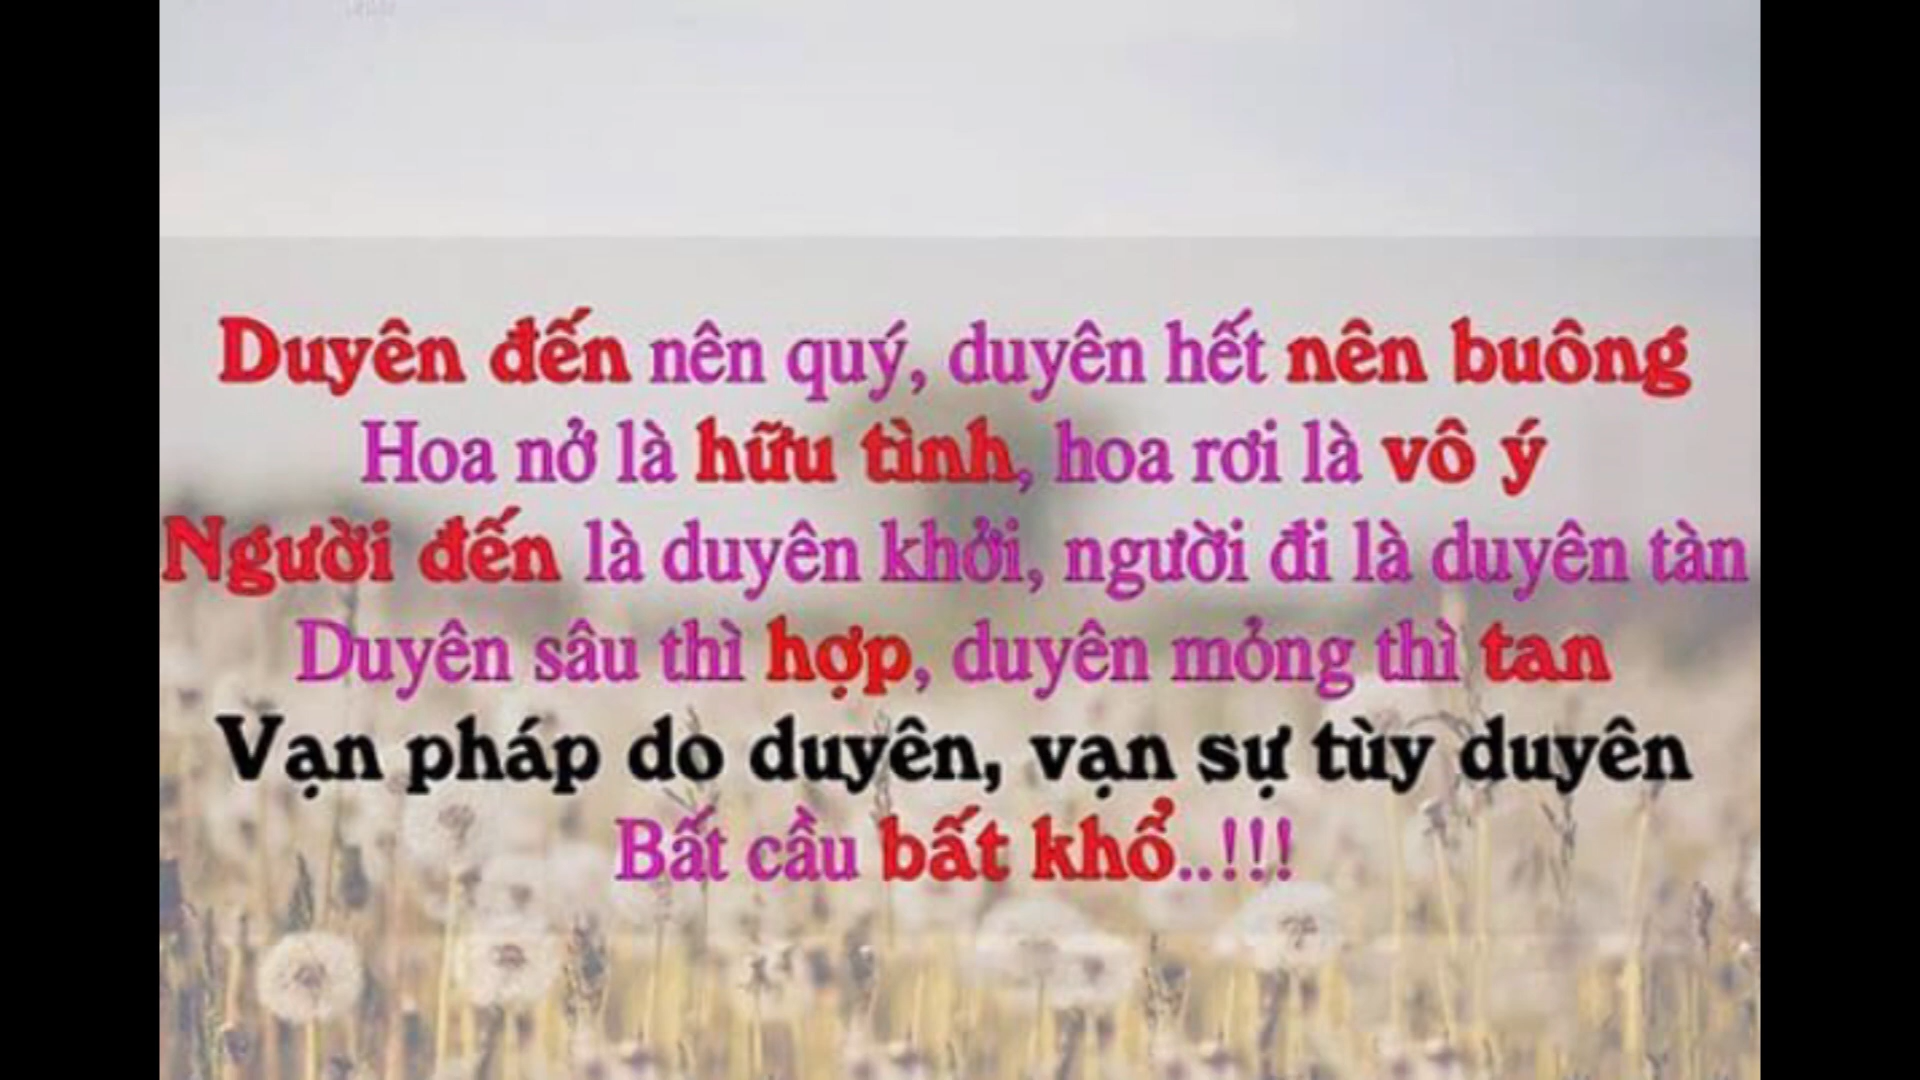 Duyên đến nên quý, duyên hết nên buông
Hoa nở là hữu tình, hoa rơi là vô ý
Người đến là duyên khởi, người đi là duyên tàn
Duyên sâu thì hợp, duyên mỏng thì tan
Vạn pháp do duyên, vạn sự tùy duyên
Bất cầu bất khổ..!!!